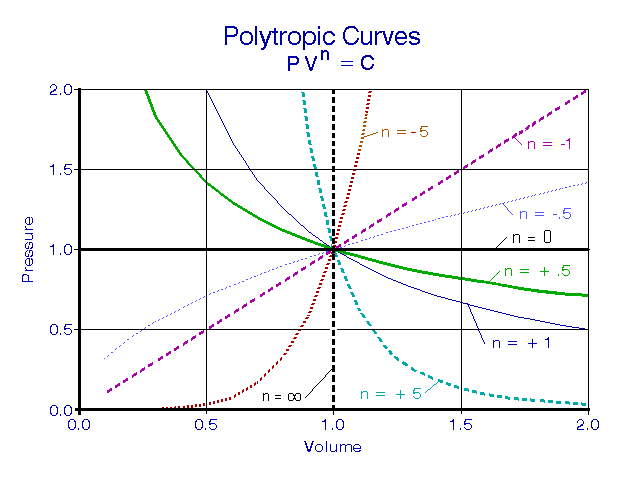 Polytropic Curves
P Vⁿ = C
2.0
n = -5
n = -1
1.5
n = -.5
n = 0
1.0
n = + .5
Pressure
n = + 1
0.5
n = ∞
n = + 5
0.0
0.0 0.5 1.0 1.5 2.0
Volume